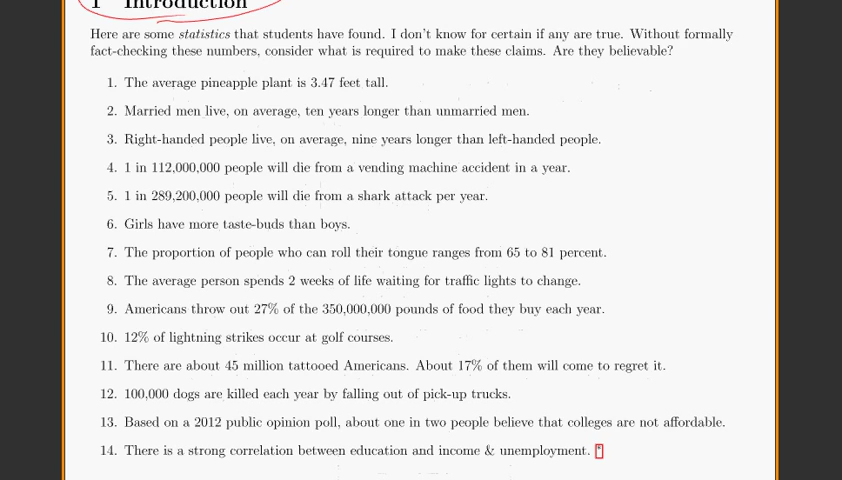 1 Introduction
Here are some statistics that students have found. I don't know for certain if any are true. Without formally
fact-checking these numbers, consider what is required to make these claims. Are they believable?
1. The average pineapple plant is 3.47 feet tall.
2. Married men live, on average, ten years longer than unmarried men.
3. Right-handed people live, on average, nine years longer than left-handed people.
4. 1 in 112,000,000 people will die from a vending machine accident in a year.
5. 1 in 289,200,000 people will die from a shark attack per year.
6. Girls have more taste-buds than boys.
7. The proportion of people who can roll their tongue ranges from 65 to 81 percent.
8. The average person spends 2 weeks of life waiting for traffic lights to change.
9. Americans throw out 27% of the 350,000,000 pounds of food they buy each year.
10. 12% of lightning strikes occur at golf courses.
11. There are about 45 million tattooed Americans. About 17% of them will come to regret it.
12. 100,000 dogs are killed each year by falling out of pick-up trucks.
13. Based on a 2012 public opinion poll, about one in two people believe that colleges are not affordable.
14. There is a strong correlation between education and income & unemployment. *